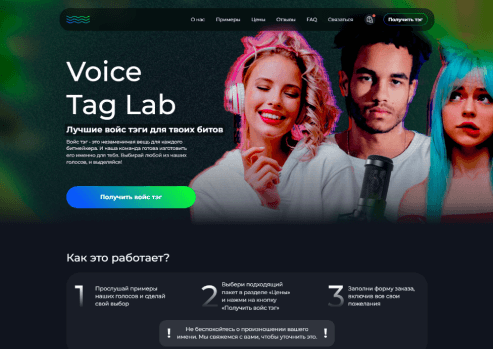 О нас Примеры Цены Отзывы FAQ Связаться Получить тэг
Voice
Tag Lab
Лучшие войс тэги для твоих битов
Войс тэг - это незаменимая вещь для каждого
битмейкера. И наша команда готова изготовить
его именно для тебя. Выбирай любой из наших
голосов, и выделяйся!
Получить войс тэг
Как это работает?
1
Прослушай примеры
наших голосов и сделай
свой выбор
2
Выбери подходящий
пакет в разделе «Цены»
и нажми на кнопку
«Получить войс тэг»
3
Заполни форму заказа,
включив все свои
пожелания
! Не беспокойтесь о произношении вашего !
имени. Мы свяжемся с вами, чтобы уточнить это.